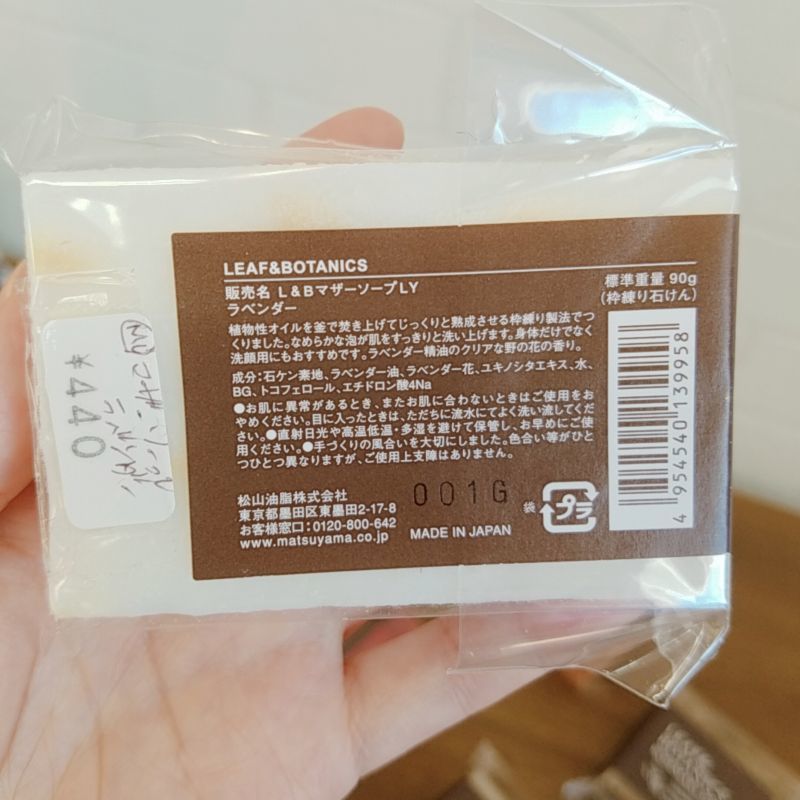 LEAF&BOTANICS
販売名 L&BマザーソープLY
ラベンダー
標準重量 90g
(枠練り石けん)
植物性オイルを釜で焚き上げてじっくりと熟成させる枠練り製法でつ
くりました。なめらかな泡が肌をすっきりと洗い上げます。身体だけでなく
洗顔用にもおすすめです。ラベンダー精油のクリアな野の花の香り。
成分:石ケン素地、ラベンダー油、ラベンダー花、ユキノシタエキス、水、
BG、トコフェロール、エチドロン酸4Na
●お肌に異常があるとき、またお肌に合わないときはご使用をお
やめください。目に入ったときは、ただちに流水にてよく洗い流してくだ
さい。●直射日光や高温低温・多湿を避けて保管し、お早めにご使
用ください。●手づくりの風合いを大切にしました。色合い等がひと
つひとつ異なりますが、ご使用上支障はありません。
松山油脂株式会社
東京都墨田区東墨田2-17-8
お客様窓口:0120-800-642
www.matsuyama.co.jp
001G
MADE IN JAPAN
袋
プラ
4 954540 139958
¥440